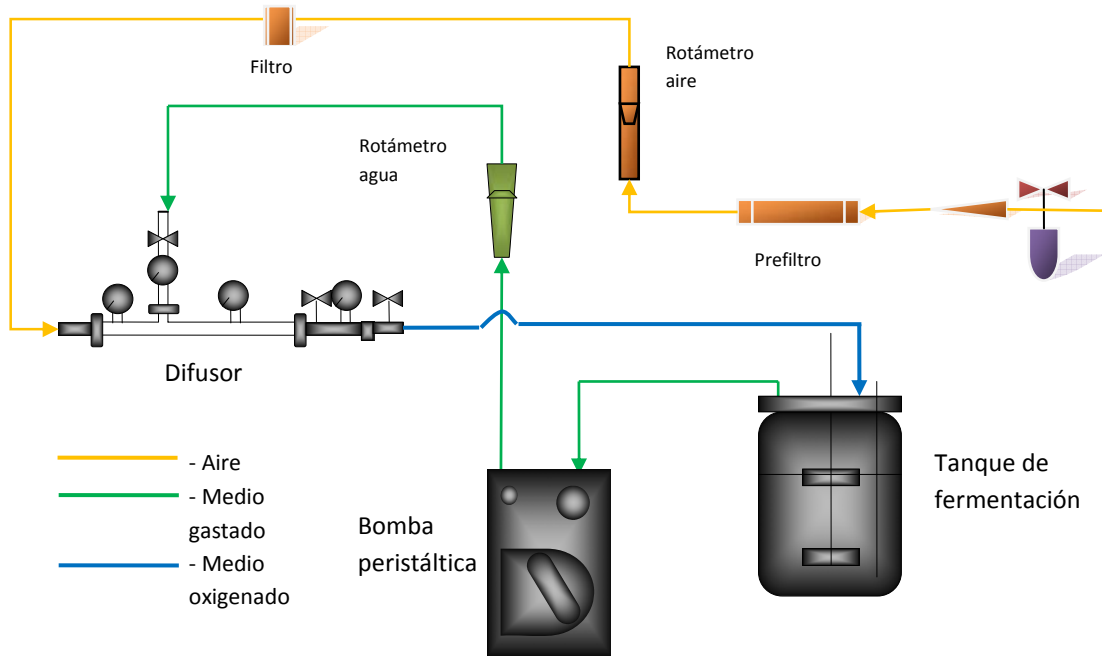 Filtro
Rotámetro
aire
Rotámetro
agua
Prefiltro
Difusor
- Aire
- Medio
gastado
- Medio
oxigenado
Bomba
peristáltica
Tanque de
fermentación